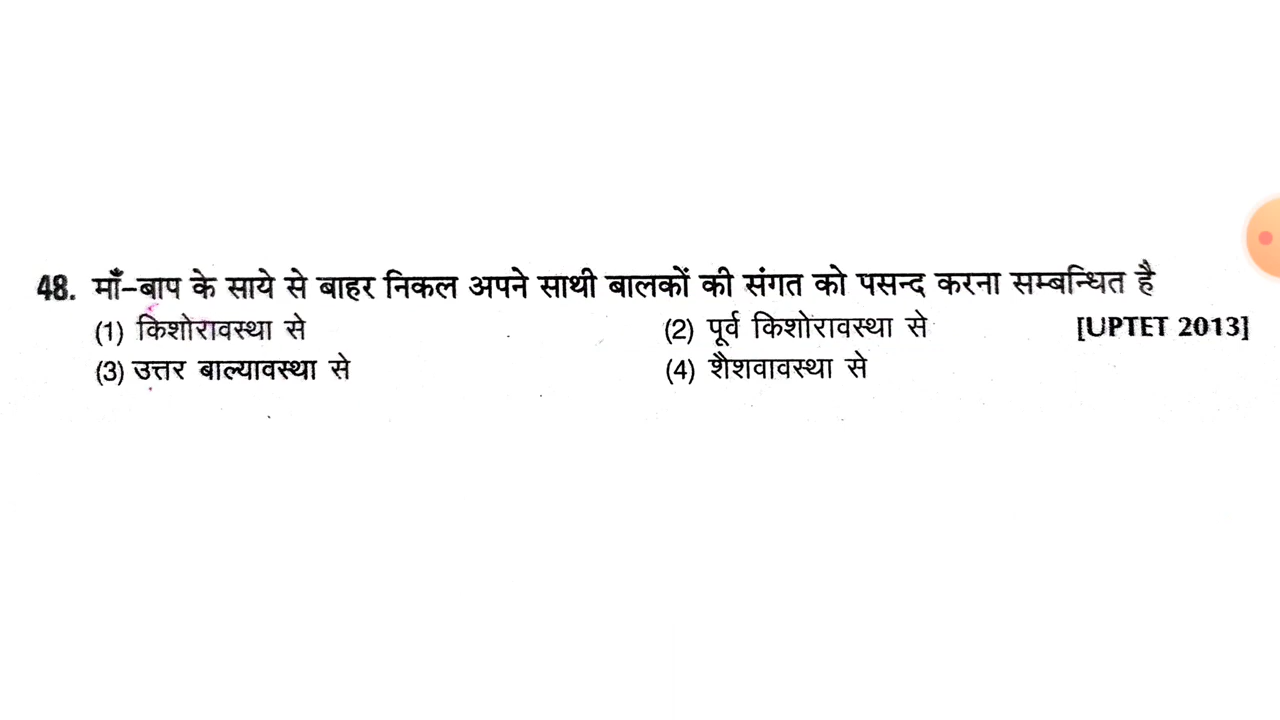 48. माँ-बाप के साये से बाहर निकल अपने साथी बालकों की संगत को पसन्द करना सम्बन्धित है
(1) किशोरावस्था से (2) पूर्व किशोरावस्था से [UPTET 2013]
(3) उत्तर बाल्यावस्था से (4) शैशवावस्था से